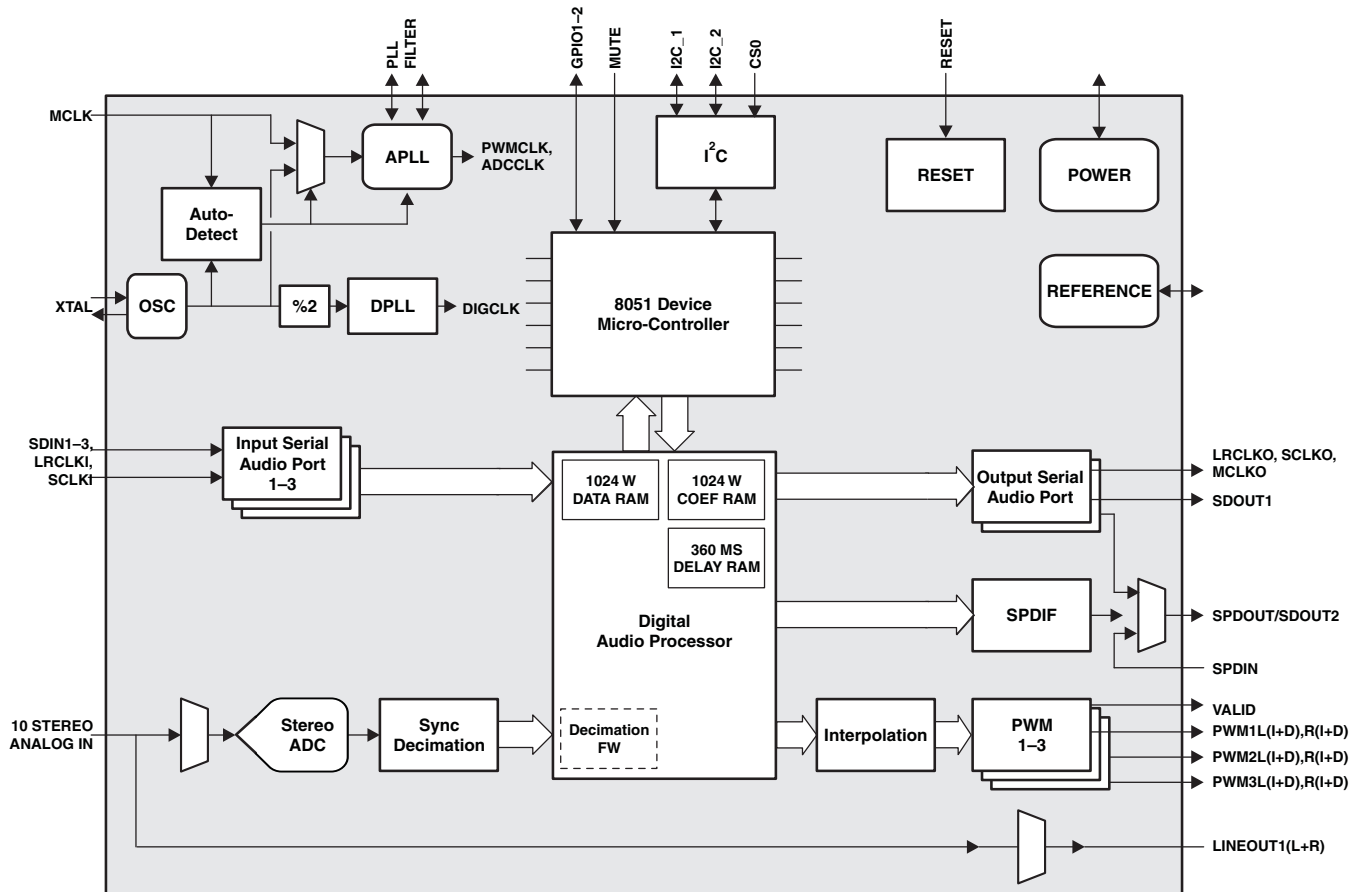 PLL
FILTER
GPIO1–2
MUTE
I2C_1
I2C_2
CS0
RESET
MCLK
APLL
PWMCLK,
ADCCLK
I²C
RESET
POWER
Auto-
Detect
XTAL
OSC
%2
DPLL
DIGCLK
8051 Device
Micro-Controller
REFERENCE
SDIN1–3,
LRCLKI,
SCLKI
Input Serial
Audio Port
1–3
1024 W
DATA RAM
1024 W
COEF RAM
360 MS
DELAY RAM
Digital
Audio Processor
Output Serial
Audio Port
LRCLKO, SCLKO,
MCLKO
SDOUT1
SPDIF
SPDOUT/SDOUT2
SPDIN
10 STEREO
ANALOG IN
Stereo
ADC
Sync
Decimation
Decimation
FW
Interpolation
PWM
1–3
VALID
PWM1L(I+D),R(I+D)
PWM2L(I+D),R(I+D)
PWM3L(I+D),R(I+D)
LINEOUT1(L+R)